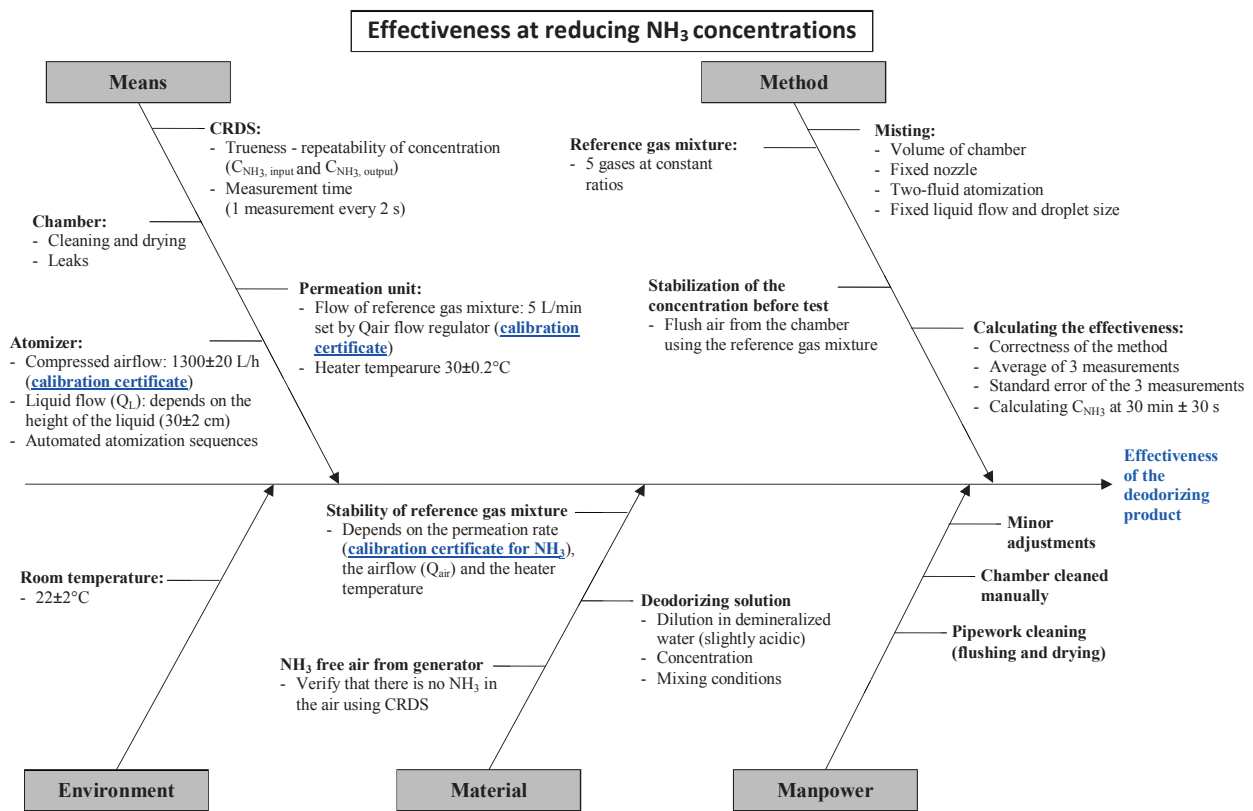 Effectiveness at reducing NH₃ concentrations
Means
Method
CRDS:
- Trueness - repeatability of concentration
(C_NH3, input and C_NH3, output)
- Measurement time
(1 measurement every 2 s)
Chamber:
- Cleaning and drying
- Leaks
Permeation unit:
- Flow of reference gas mixture: 5 L/min
set by Qair flow regulator (calibration
certificate)
- Heater tempearure 30±0.2°C
Atomizer:
- Compressed airflow: 1300±20 L/h
(calibration certificate)
- Liquid flow (Q_L): depends on the
height of the liquid (30±2 cm)
- Automated atomization sequences
Reference gas mixture:
- 5 gases at constant
ratios
Misting:
- Volume of chamber
- Fixed nozzle
- Two-fluid atomization
- Fixed liquid flow and droplet size
Stabilization of the
concentration before test
- Flush air from the chamber
using the reference gas mixture
Calculating the effectiveness:
- Correctness of the method
- Average of 3 measurements
- Standard error of the 3 measurements
- Calculating C_NH3 at 30 min ± 30 s
Effectiveness
of the
deodorizing
product
Room temperature:
- 22±2°C
Stability of reference gas mixture
- Depends on the permeation rate
(calibration certificate for NH₃),
the airflow (Q_air) and the heater
temperature
NH₃ free air from generator
- Verify that there is no NH₃ in
the air using CRDS
Deodorizing solution
- Dilution in demineralized
water (slightly acidic)
- Concentration
- Mixing conditions
Minor
adjustments
Chamber cleaned
manually
Pipework cleaning
(flushing and drying)
Environment
Material
Manpower